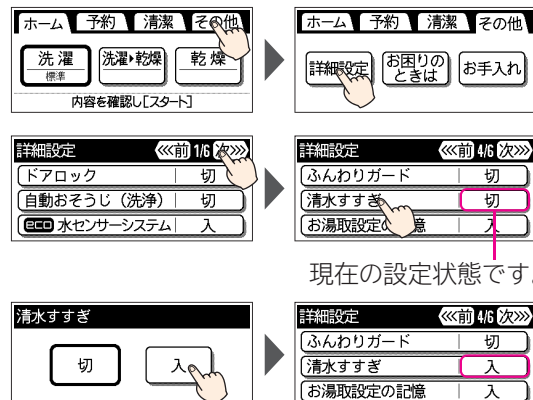 ホーム 予約 清潔 その他
洗濯 標準
洗濯▶乾燥
乾燥
内容を確認し[スタート]
ホーム 予約 清潔 その他
詳細設定
お困りの
ときは
お手入れ
詳細設定 前 1/6 次
ドアロック 切
自動おそうじ(洗浄) 切
eco 水センサーシステム 入
詳細設定 前 4/6 次
ふんわりガード 切
清水すすぎ 切
お湯取設定の記憶 入
現在の設定状態です。
清水すすぎ
切 入
詳細設定 前 4/6 次
ふんわりガード 切
清水すすぎ 入
お湯取設定の記憶 入